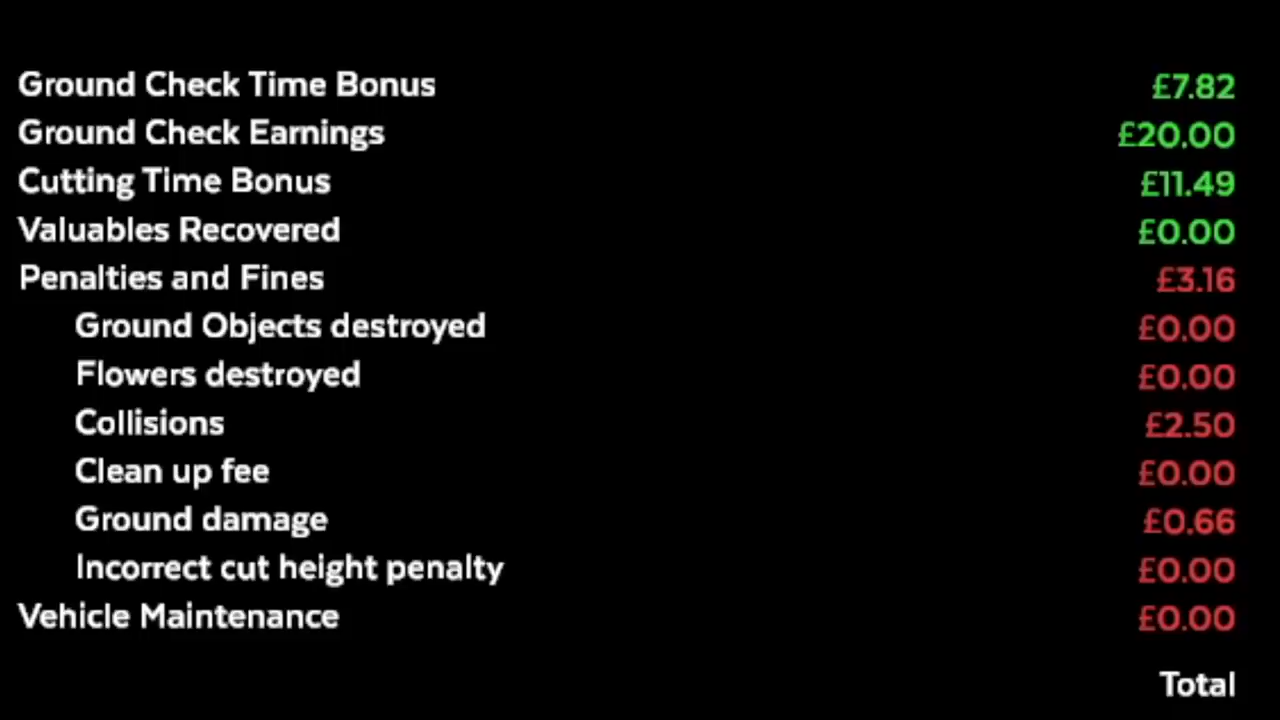 Ground Check Time Bonus £7.82
Ground Check Earnings £20.00
Cutting Time Bonus £11.49
Valuables Recovered £0.00
Penalties and Fines £3.16
Ground Objects destroyed £0.00
Flowers destroyed £0.00
Collisions £2.50
Clean up fee £0.00
Ground damage £0.66
Incorrect cut height penalty £0.00
Vehicle Maintenance £0.00
Total